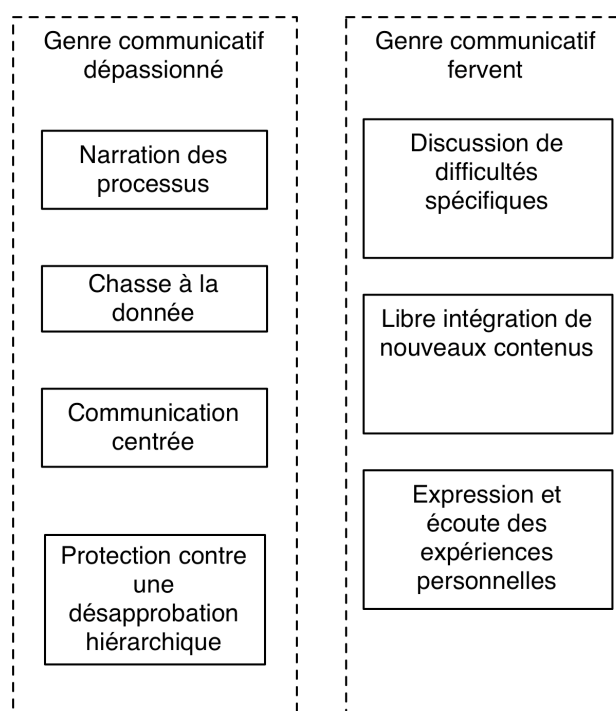 Genre communicatif
dépassionné
Narration des
processus
Chasse à la
donnée
Communication
centrée
Protection contre
une
désapprobation
hiérarchique
Genre communicatif
fervent
Discussion de
difficultés
spécifiques
Libre intégration de
nouveaux contenus
Expression et
écoute des
expériences
personnelles